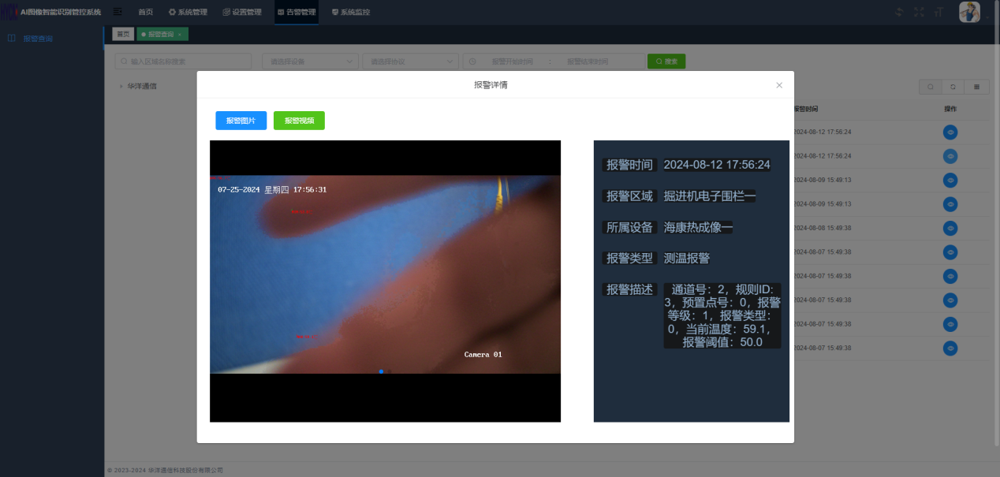 AI图像智能识别管控系统
首页
系统管理
设置管理
告警管理
系统监控
报警查询
首页
报警查询
输入区域名称搜索
请选择设备
请选择协议
报警开始时间 : 报警结束时间
搜索
华洋通信
报警详情
报警图片
报警视频
07-25-2024 星期四 17:56:31
Camera 01
报警时间 2024-08-12 17:56:24
报警区域 掘进机电子围栏一
所属设备 海康热成像一
报警类型 测温报警
报警描述 通道号：2，规则ID:
3，预置点号：0，报警
等级：1，报警类型：
0，当前温度：59.1，
报警阈值：50.0
报警时间 操作
2024-08-12 17:56:24
2024-08-12 17:56:24
2024-08-09 15:49:13
2024-08-09 15:49:13
2024-08-08 15:49:38
2024-08-07 15:49:38
2024-08-07 15:49:38
2024-08-07 15:49:38
2024-08-07 15:49:38
2024-08-07 15:49:38
© 2023-2024 华洋通信科技股份有限公司